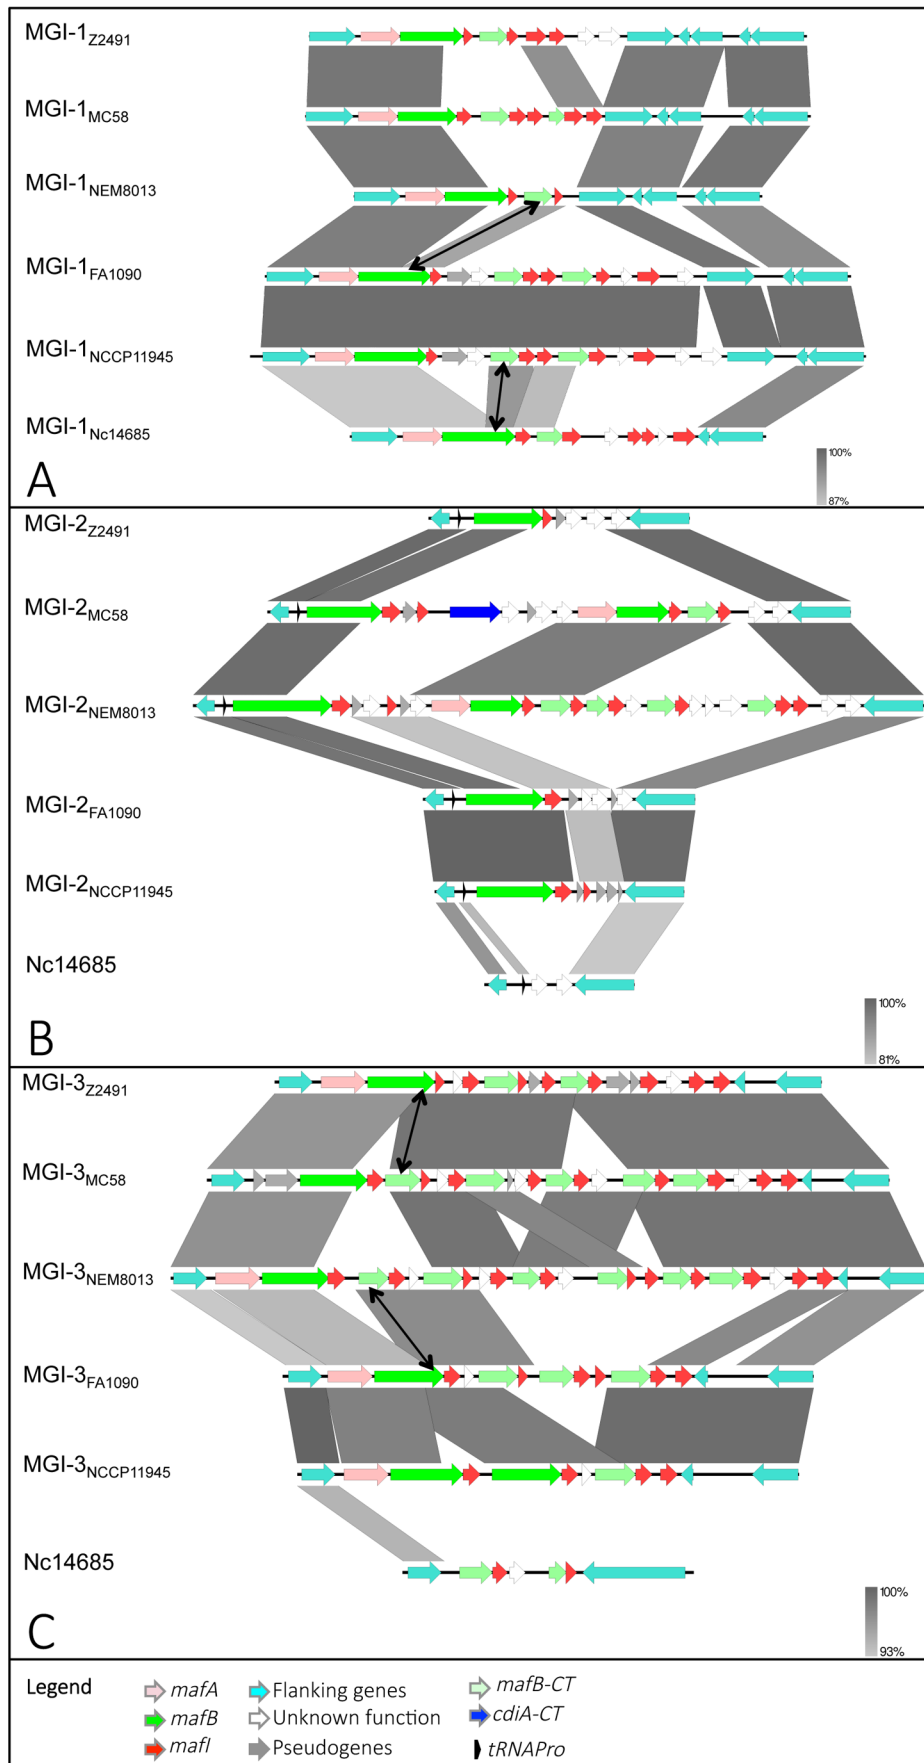 MGI-1Z2491
MGI-1MC58
MGI-1NEM8013
MGI-1FA1090
MGI-1NCCP11945
MGI-1Nc14685
100%
87%
A
MGI-2Z2491
MGI-2MC58
MGI-2NEM8013
MGI-2FA1090
MGI-2NCCP11945
Nc14685
100%
81%
B
MGI-3Z2491
MGI-3MC58
MGI-3NEM8013
MGI-3FA1090
MGI-3NCCP11945
Nc14685
100%
93%
C
Legend
mafA Flanking genes mafB-CT
mafB Unknown function cdiA-CT
mafI Pseudogenes tRNAPro